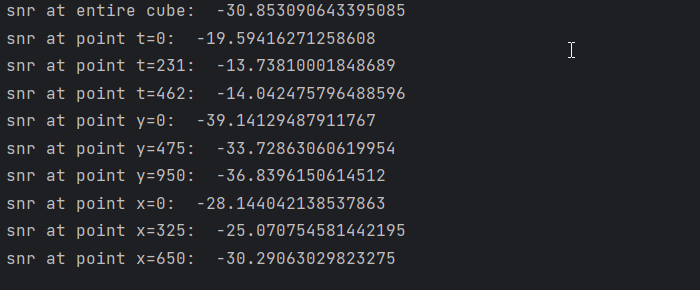 snr at entire cube:  -30.853090643395085
snr at point t=0:  -19.59416271258608
snr at point t=231:  -13.73810001848689
snr at point t=462:  -14.042475796488596
snr at point y=0:  -39.14129487911767
snr at point y=475:  -33.72863060619954
snr at point y=950:  -36.8396150614512
snr at point x=0:  -28.144042138537863
snr at point x=325:  -25.070754581442195
snr at point x=650:  -30.29063029823275